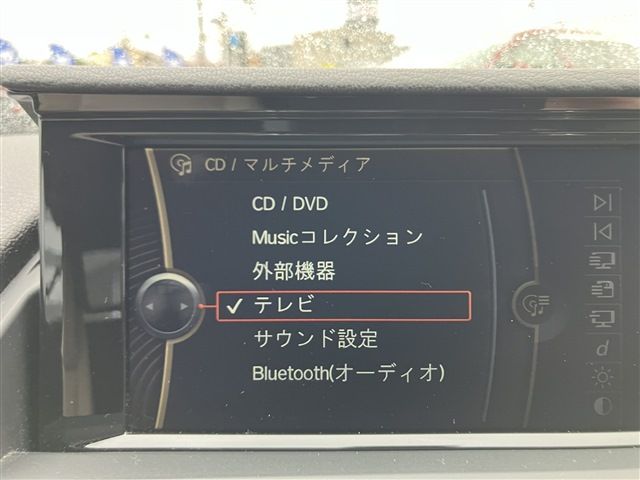 CD / マルチメディア
CD / DVD
Musicコレクション
外部機器
✓ テレビ
サウンド設定
Bluetooth(オーディオ)
d